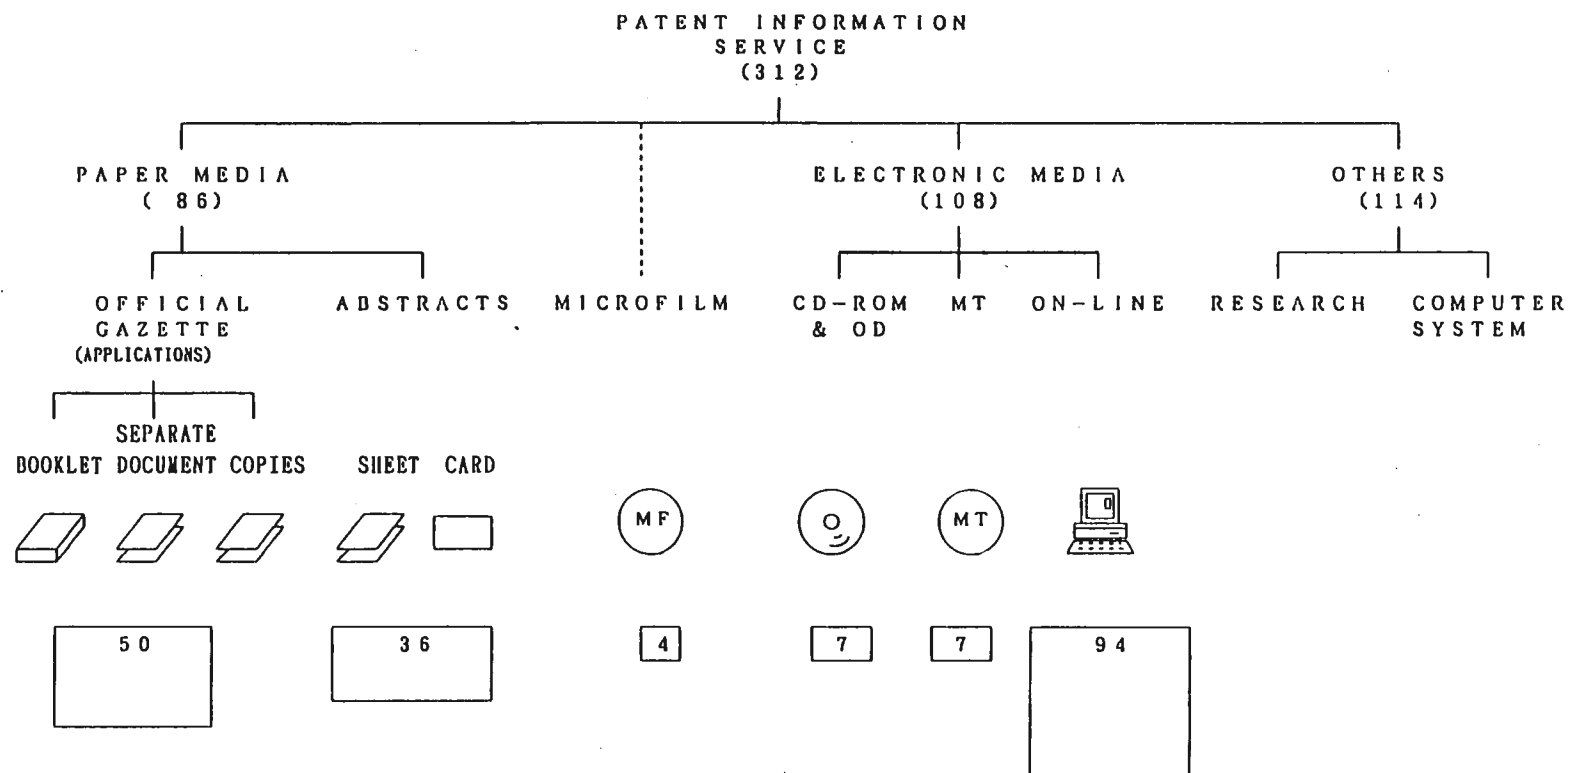 PATENT INFORMATION
SERVICE
(312)
PAPER MEDIA
( 86)
ELECTRONIC MEDIA
(108)
OTHERS
(114)
OFFICIAL
GAZETTE
(APPLICATIONS)
ABSTRACTS
MICROFILM
CD-ROM
& OD
MT
ON-LINE
RESEARCH
COMPUTER
SYSTEM
SEPARATE
BOOKLET DOCUMENT COPIES
SHEET CARD
MF
MT
50
36
4
7
7
94